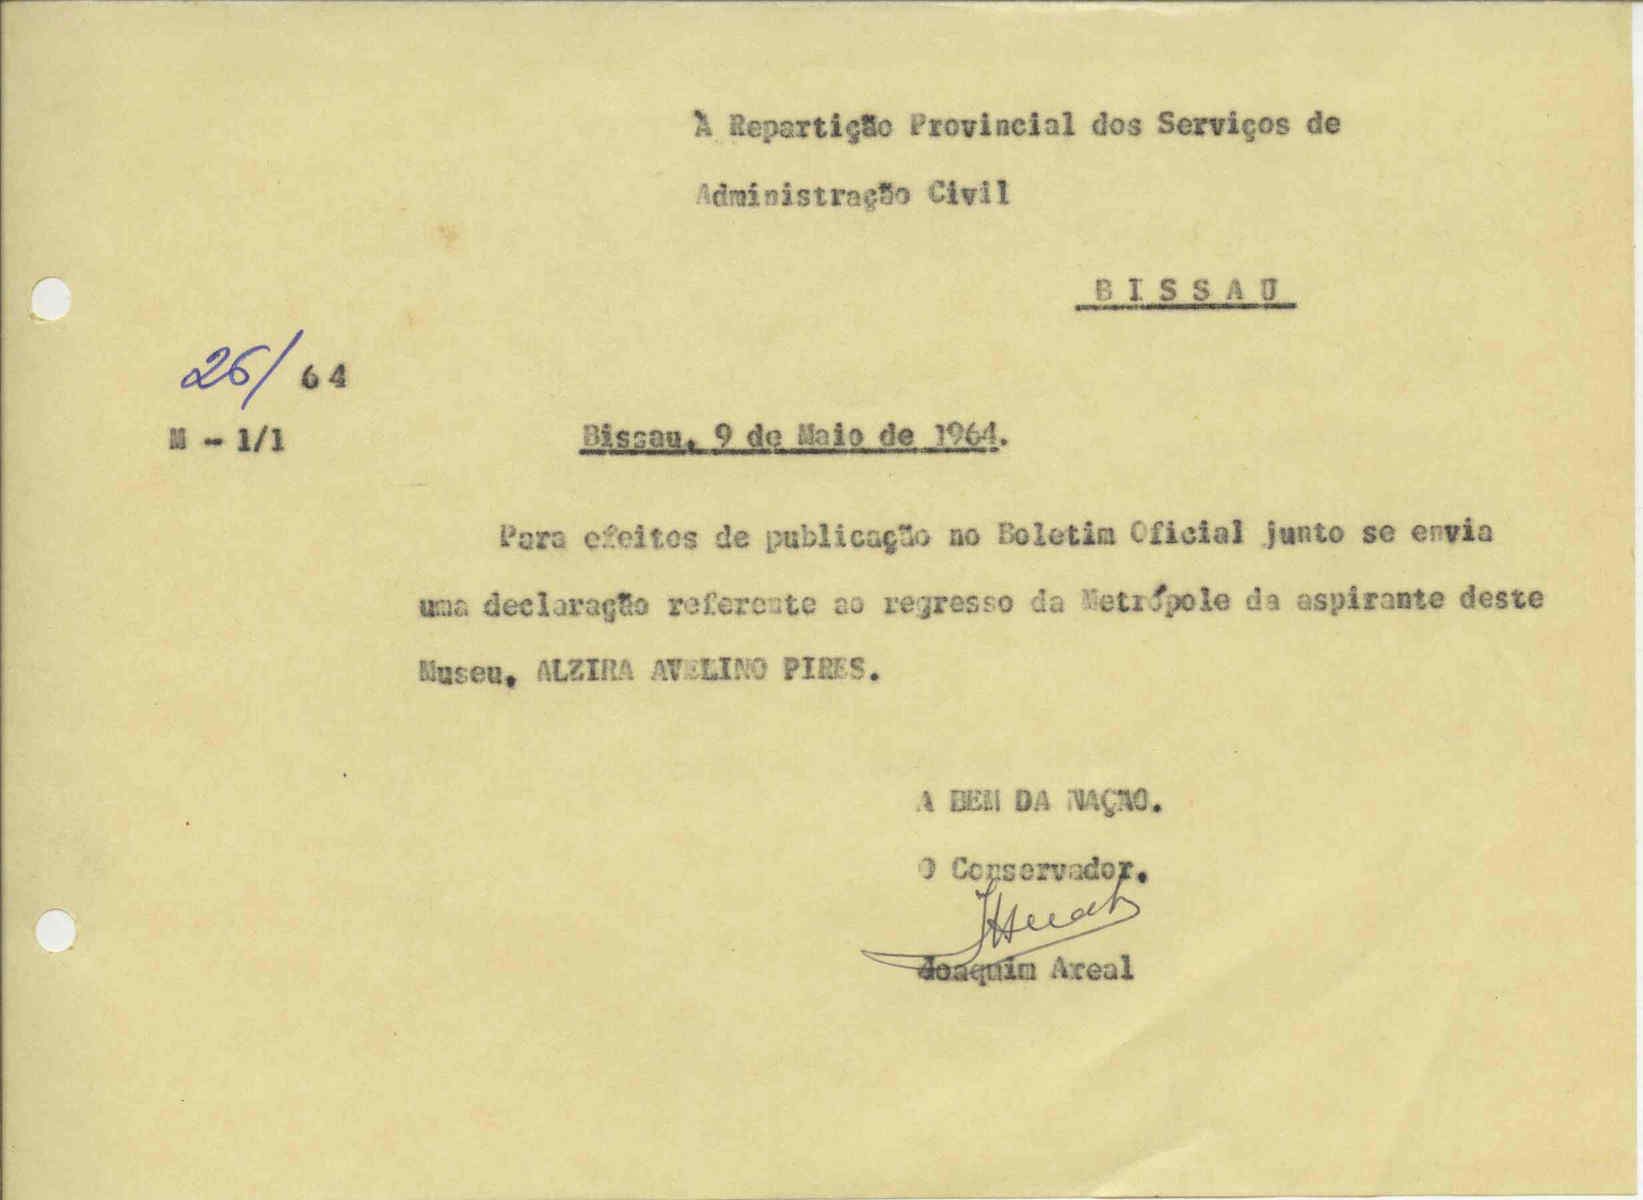 À Repartição Provincial dos Serviços de
Administração Civil
B I S S A U
26/ 64
M - 1/1
Bissau, 9 de Maio de 1964.
Para efeitos de publicação no Boletim Oficial junto se envia
uma declaração referente ao regresso da Metrópole da aspirante deste
Museu, ALZIRA AVELINO PIRES.
A BEM DA NAÇÃO.
O Conservador.
Joaquim Areal